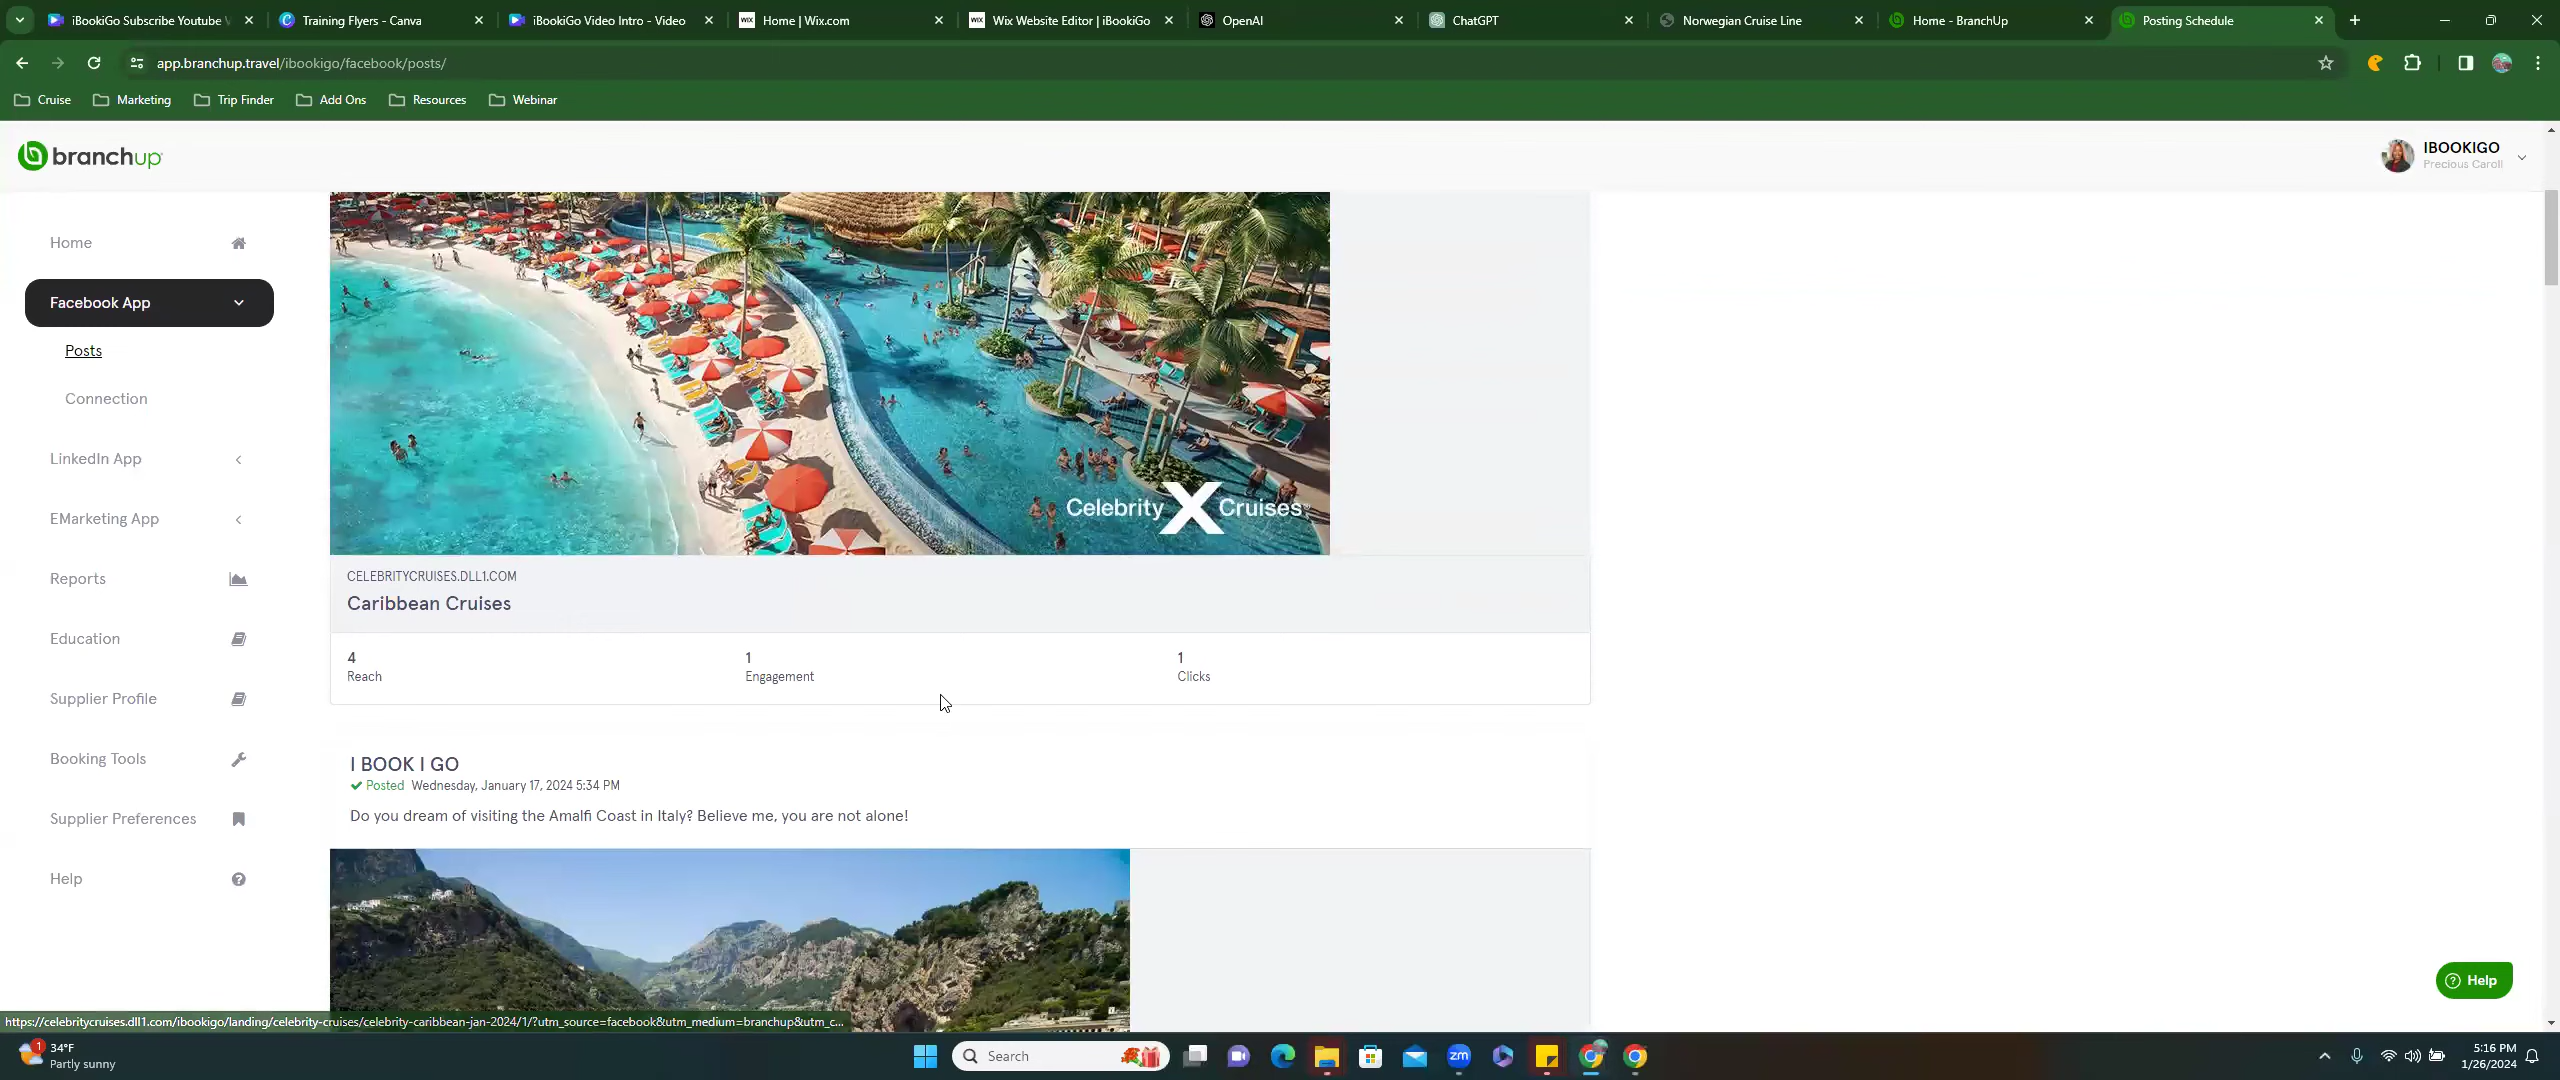 iBookiGo Subscribe Youtube V
Training Flyers - Canva
iBookiGo Video Intro - Video
Home | Wix.com
Wix Website Editor | iBookiGo
OpenAI
ChatGPT
Norwegian Cruise Line
Home - BranchUp
Posting Schedule
app.branchup.travel/ibookigo/facebook/posts/
Cruise
Marketing
Trip Finder
Add Ons
Resources
Webinar
branchup
IBOOKIGO
Precious Caroll
Home
Facebook App
Posts
Connection
LinkedIn App
EMarketing App
Reports
Education
Supplier Profile
Booking Tools
Supplier Preferences
Help
Celebrity X Cruises
CELEBRITYCRUISES.DLL1.COM
Caribbean Cruises
4
Reach
1
Engagement
1
Clicks
I BOOK I GO
Posted Wednesday, January 17, 2024 5:34 PM
Do you dream of visiting the Amalfi Coast in Italy? Believe me, you are not alone!
Help
https://celebritycruises.dll1.com/ibookigo/landing/celebrity-cruises/celebrity-caribbean-jan-2024/1/?utm_source=facebook&utm_medium=branchup&utm_c...
1
34°F
Partly sunny
Search
zm
5:16 PM
1/26/2024